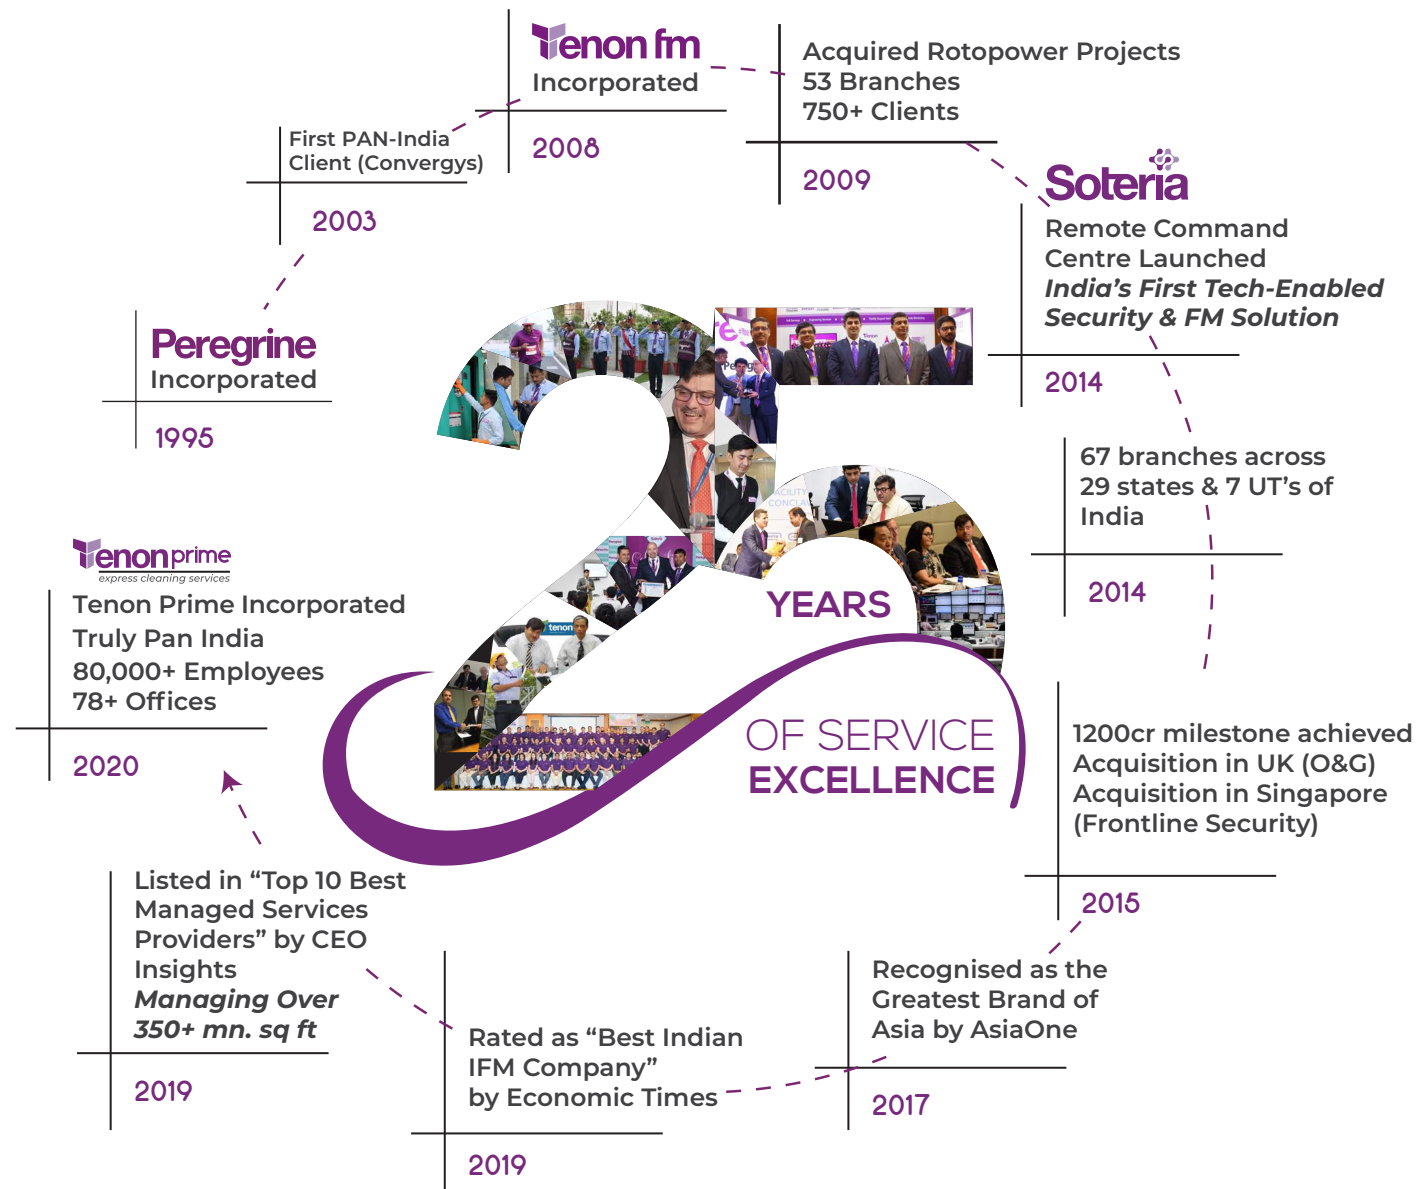 Peregrine
Incorporated
1995
First PAN-India
Client (Convergys)
2003
Tenon fm
Incorporated
2008
Acquired Rotopower Projects
53 Branches
750+ Clients
2009
Soteria
Remote Command
Centre Launched
India’s First Tech-Enabled
Security & FM Solution
2014
67 branches across
29 states & 7 UT’s of
India
2014
1200cr milestone achieved
Acquisition in UK (O&G)
Acquisition in Singapore
(Frontline Security)
2015
Recognised as the
Greatest Brand of
Asia by AsiaOne
2017
Rated as “Best Indian
IFM Company”
by Economic Times
2019
Listed in “Top 10 Best
Managed Services
Providers” by CEO
Insights
Managing Over
350+ mn. sq ft
2019
Tenon prime
express cleaning services
Tenon Prime Incorporated
Truly Pan India
80,000+ Employees
78+ Offices
2020
25
YEARS
OF SERVICE
EXCELLENCE
tenon